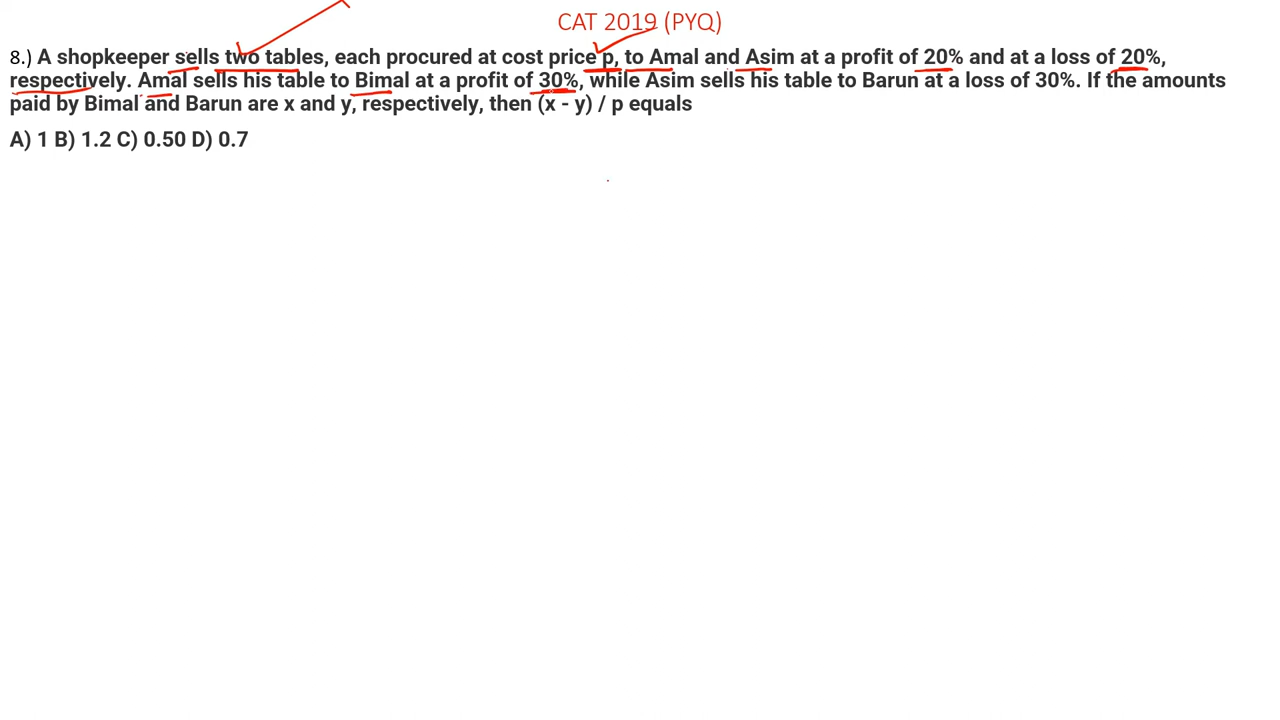 CAT 2019 (PYQ)
8.) A shopkeeper sells two tables, each procured at cost price p, to Amal and Asim at a profit of 20% and at a loss of 20%,
respectively. Amal sells his table to Bimal at a profit of 30%, while Asim sells his table to Barun at a loss of 30%. If the amounts
paid by Bimal and Barun are x and y, respectively, then (x - y) / p equals
A) 1 B) 1.2 C) 0.50 D) 0.7